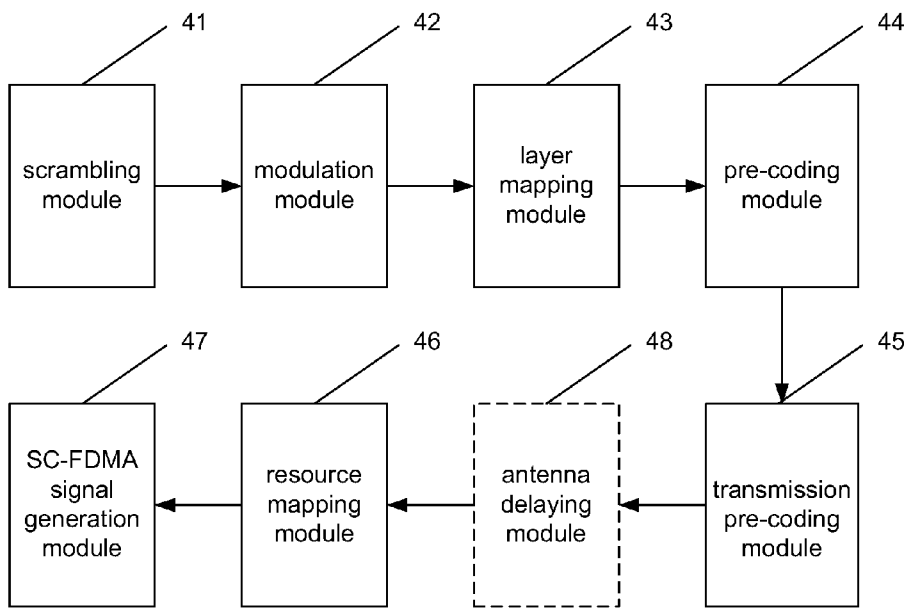 41
42
43
44
scrambling
module
modulation
module
layer
mapping
module
pre-coding
module
47
46
48
45
SC-FDMA
signal
generation
module
resource
mapping
module
antenna
delaying
module
transmission
pre-coding
module